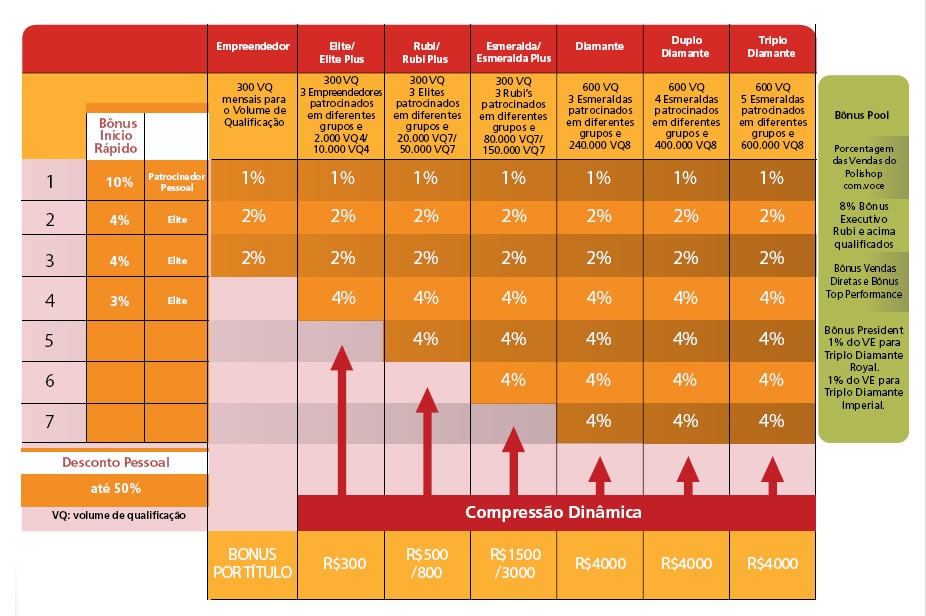 Empreendedor
Elite/
Elite Plus
Rubi/
Rubi Plus
Esmeralda/
Esmeralda Plus
Diamante
Duplo
Diamante
Triplo
Diamante
300 VQ
mensais para
o Volume de
Qualificação
300 VQ
3 Empreendedores
patrocinados
em diferentes
grupos e
2.000 VQ4/
10.000 VQ4
300 VQ
3 Elites
patrocinados
em diferentes
grupos e
20.000 VQ7/
50.000 VQ7
300 VQ
3 Rubi's
patrocinados
em diferentes
grupos e
80.000 VQ7/
150.000 VQ7
600 VQ
3 Esmeraldas
patrocinados
em diferentes
grupos e
240.000 VQ8
600 VQ
4 Esmeraldas
patrocinados
em diferentes
grupos e
400.000 VQ8
600 VQ
5 Esmeraldas
patrocinados
em diferentes
grupos e
600.000 VQ8
Bônus
Início
Rápido
1 10% Patrocinador
Pessoal
1% 1% 1% 1% 1% 1% 1%
2 4% Elite 2% 2% 2% 2% 2% 2% 2%
3 4% Elite 2% 2% 2% 2% 2% 2% 2%
4 3% Elite 4% 4% 4% 4% 4% 4%
5 4% 4% 4% 4% 4%
6 4% 4% 4% 4%
7 4% 4% 4%
Desconto Pessoal
até 50%
VQ: volume de qualificação
Compressão Dinâmica
BONUS
POR TÍTULO
R$300
R$500
/800
R$1500
/3000
R$4000
R$4000
R$4000
Bônus Pool
Porcentagem
das Vendas do
Polishop
com.voce
8% Bônus
Executivo
Rubi e acima
qualificados
Bônus Vendas
Diretas e Bônus
Top Performance
Bônus President
1% do VE para
Triplo Diamante
Royal.
1% do VE para
Triplo Diamante
Imperial.